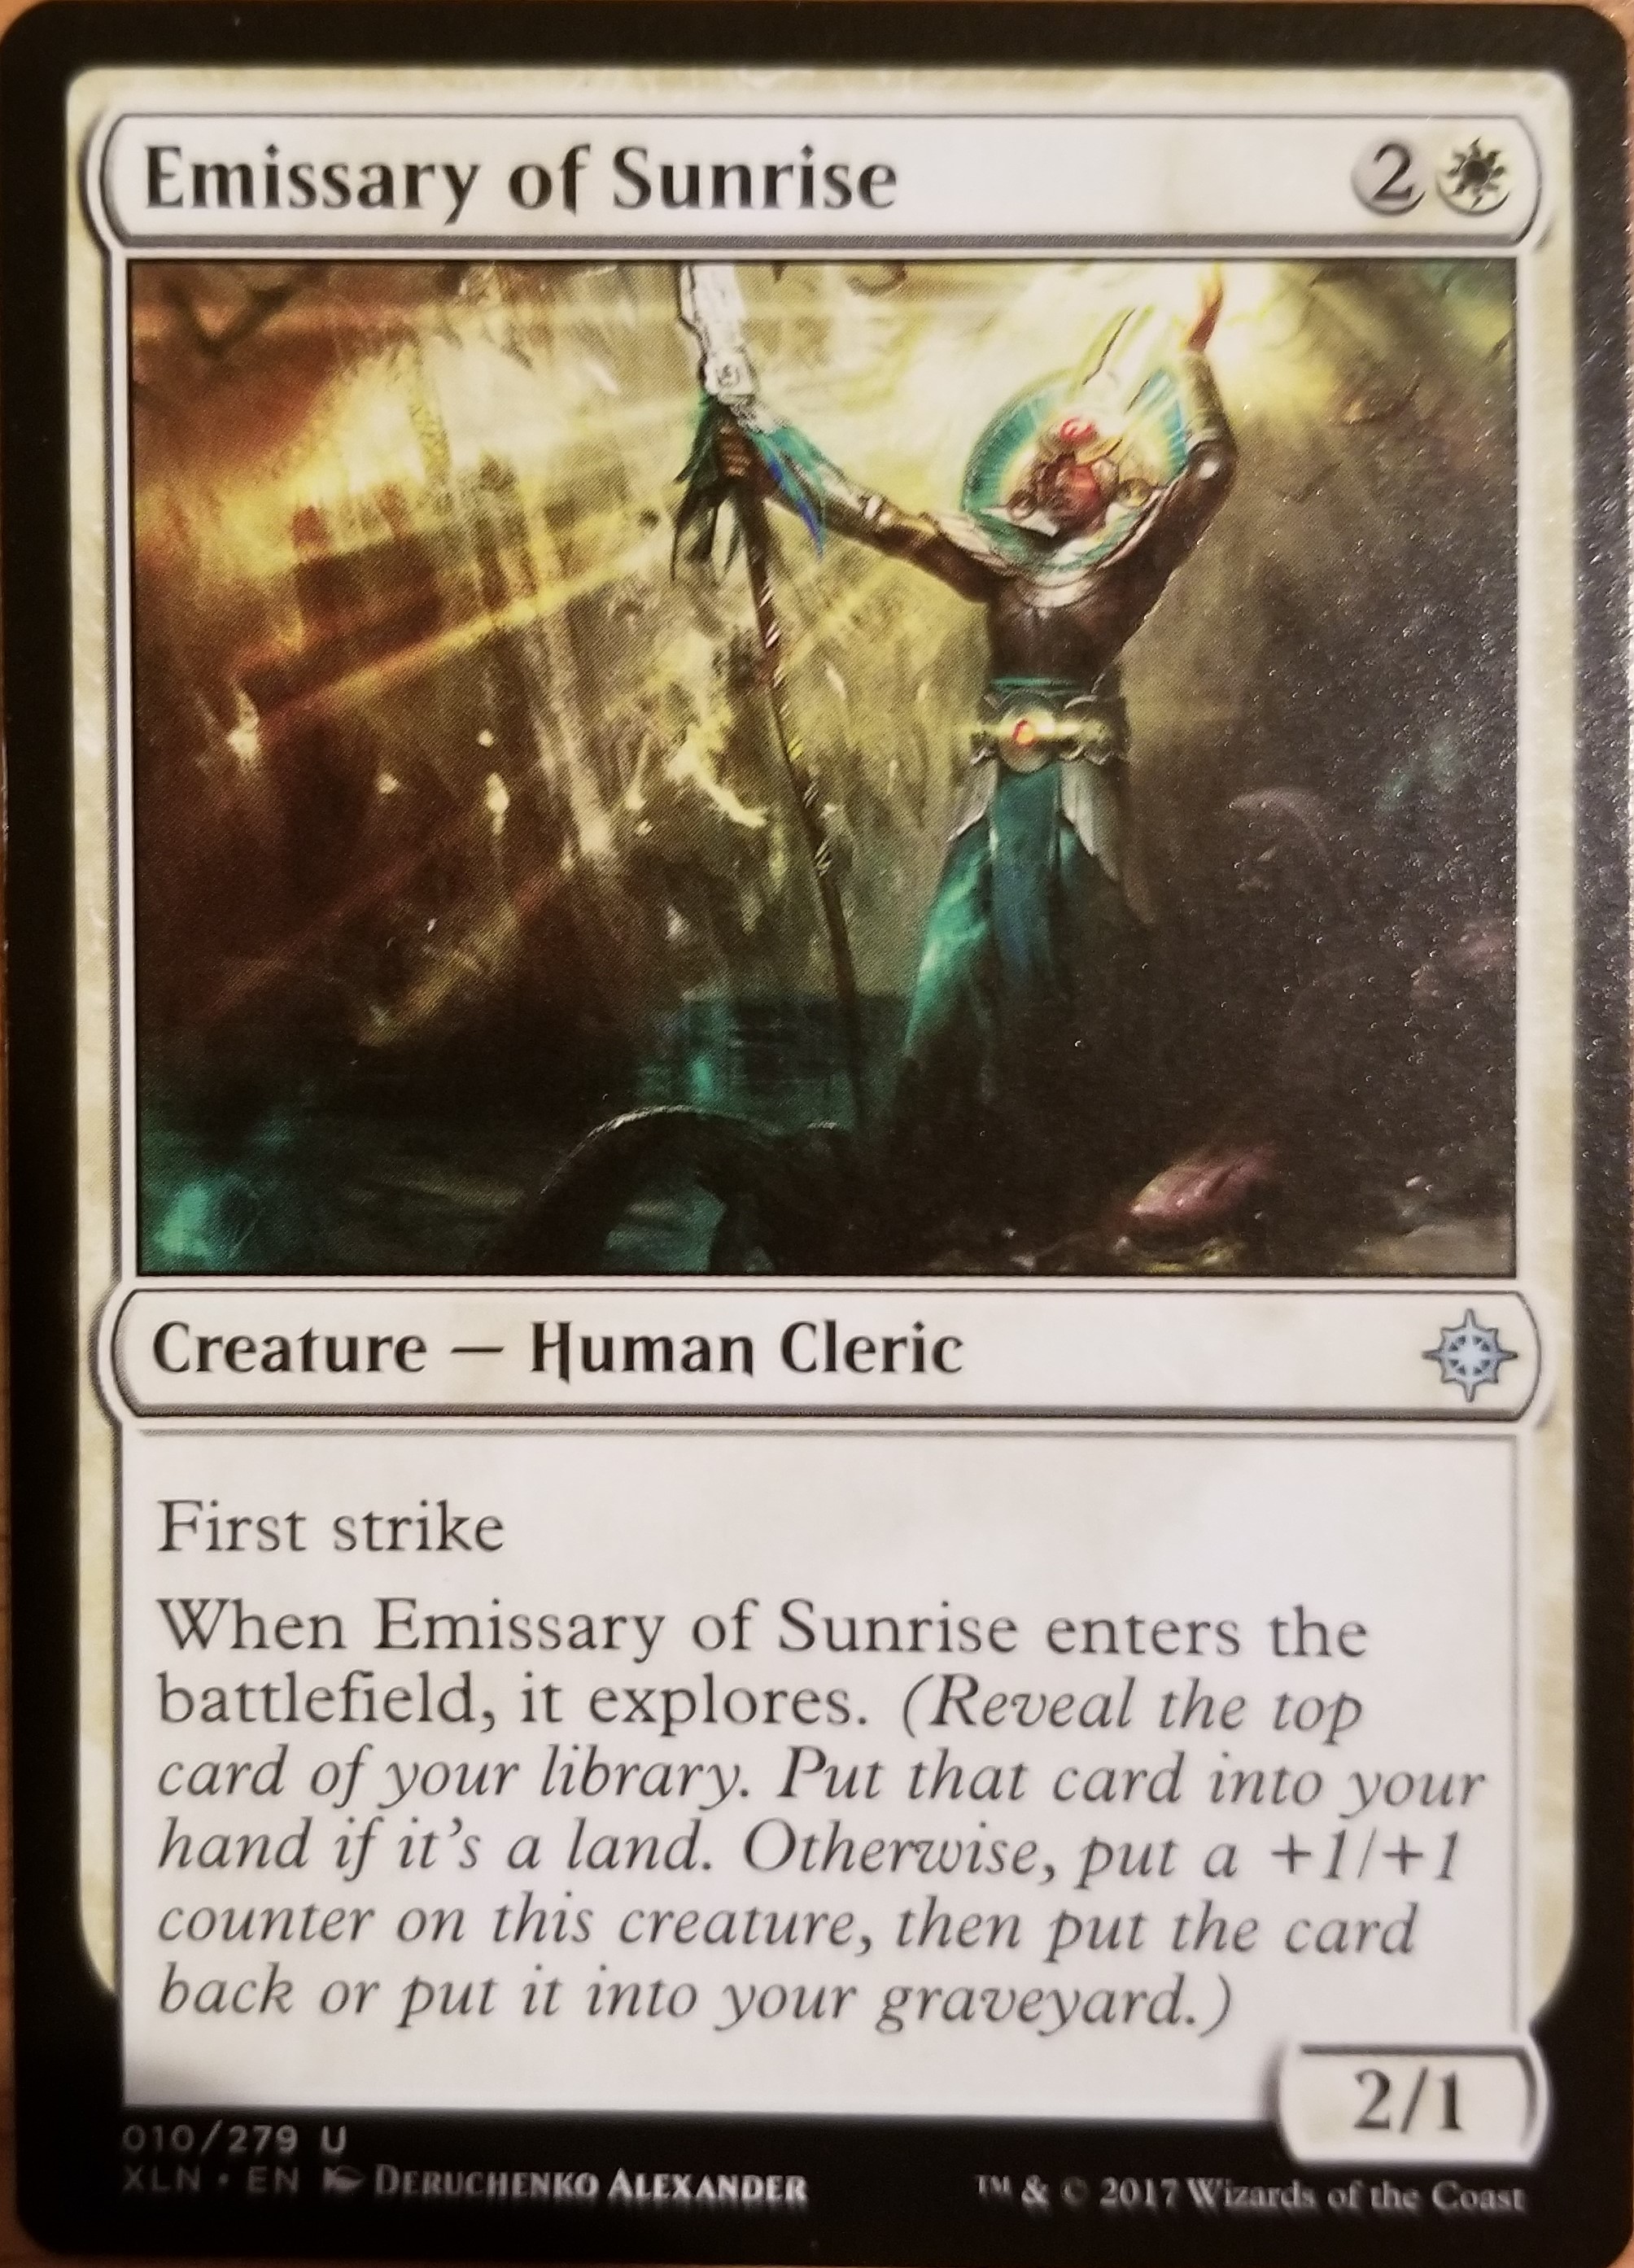 Emissary of Sunrise 2
Creature — Human Cleric
First strike
When Emissary of Sunrise enters the
battlefield, it explores. (Reveal the top
card of your library. Put that card into your
hand if it's a land. Otherwise, put a +1/+1
counter on this creature, then put the card
back or put it into your graveyard.)
2/1
010/279 U
XLN • EN DERUCHENKO ALEXANDER
™ & © 2017 Wizards of the Coast